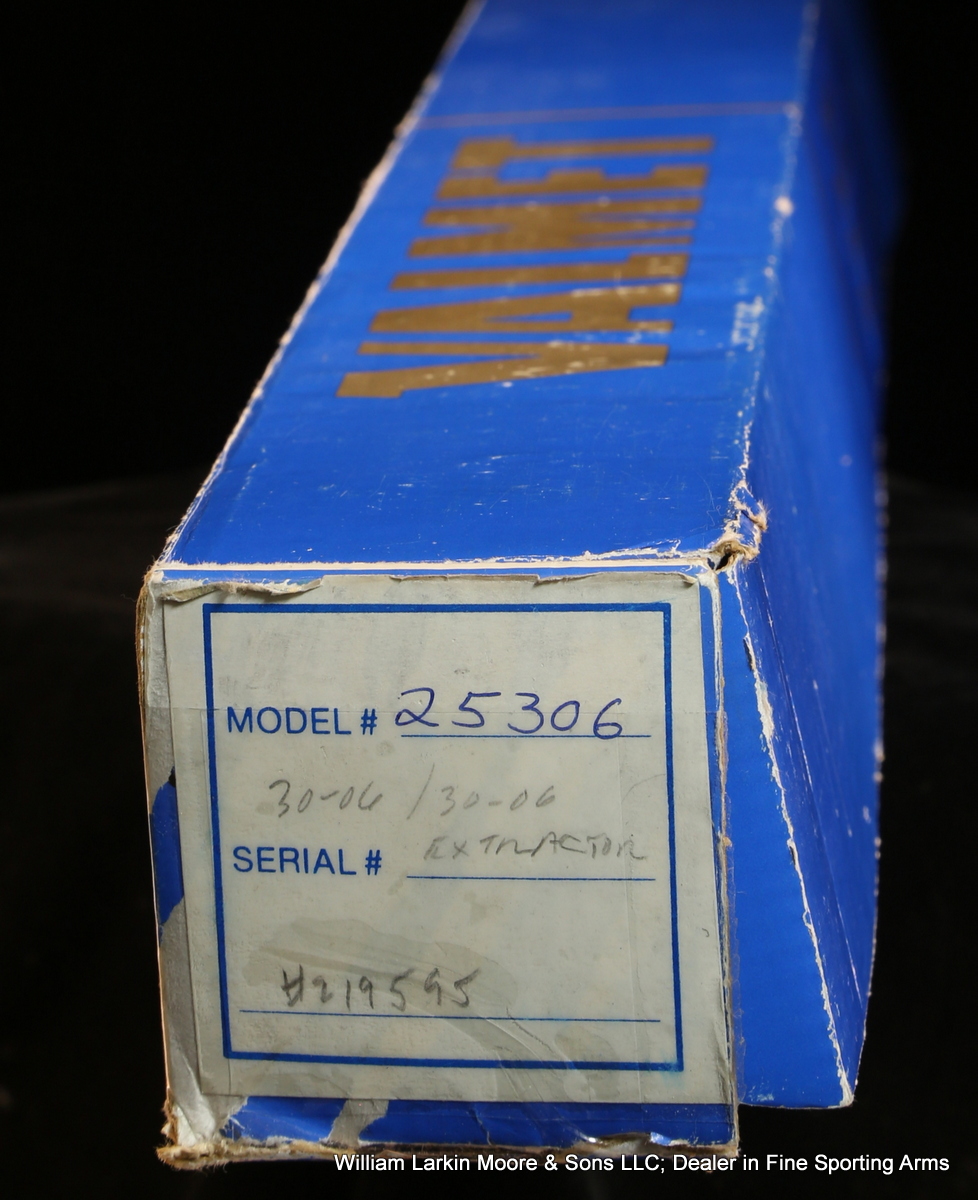 VALMET
MODEL # 25306
30-06 / 30-06
SERIAL # EXTRACTOR
#219595
William Larkin Moore & Sons LLC; Dealer in Fine Sporting Arms